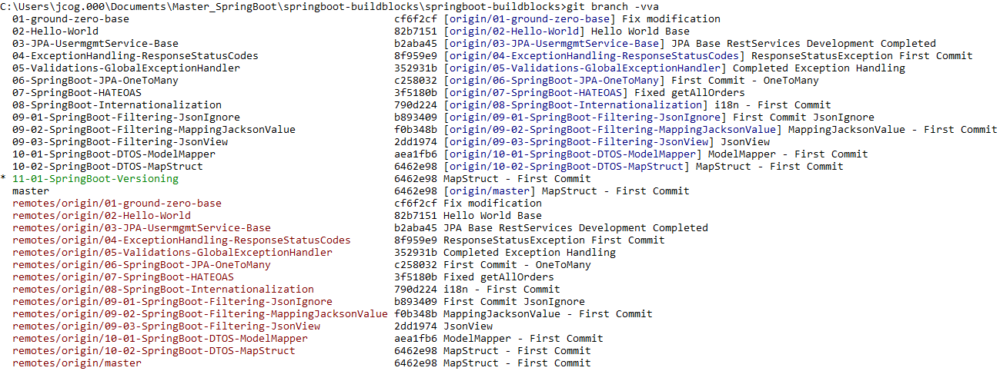 C:\Users\jcog.000\Documents\Master_SpringBoot\springboot-buildblocks\springboot-buildblocks>git branch -vva
  01-ground-zero-base                                         cf6f2cf [origin/01-ground-zero-base] Fix modification
  02-Hello-World                                              82b7151 [origin/02-Hello-World] Hello World Base
  03-JPA-UsermgmtService-Base                                 b2aba45 [origin/03-JPA-UsermgmtService-Base] JPA Base RestServices Development Completed
  04-ExceptionHandling-ResponseStatusCodes                    8f959e9 [origin/04-ExceptionHandling-ResponseStatusCodes] ResponseStatusException First Commit
  05-Validations-GlobalExceptionHandler                       352931b [origin/05-Validations-GlobalExceptionHandler] Completed Exception Handling
  06-SpringBoot-JPA-OneToMany                                 c258032 [origin/06-SpringBoot-JPA-OneToMany] First Commit - OneToMany
  07-SpringBoot-HATEOAS                                       3f5180b [origin/07-SpringBoot-HATEOAS] Fixed getAllOrders
  08-SpringBoot-Internationalization                          790d224 [origin/08-SpringBoot-Internationalization] i18n - First Commit
  09-01-SpringBoot-Filtering-JsonIgnore                       b893409 [origin/09-01-SpringBoot-Filtering-JsonIgnore] First Commit JsonIgnore
  09-02-SpringBoot-Filtering-MappingJacksonValue              f0b348b [origin/09-02-SpringBoot-Filtering-MappingJacksonValue] MappingJacksonValue - First Commit
  09-03-SpringBoot-Filtering-JsonView                         2dd1974 [origin/09-03-SpringBoot-Filtering-JsonView] JsonView
  10-01-SpringBoot-DTOS-ModelMapper                           aea1fb6 [origin/10-01-SpringBoot-DTOS-ModelMapper] ModelMapper - First Commit
  10-02-SpringBoot-DTOS-MapStruct                             6462e98 [origin/10-02-SpringBoot-DTOS-MapStruct] MapStruct - First Commit
* 11-01-SpringBoot-Versioning                                 6462e98 MapStruct - First Commit
  master                                                      6462e98 [origin/master] MapStruct - First Commit
  remotes/origin/01-ground-zero-base                          cf6f2cf Fix modification
  remotes/origin/02-Hello-World                               82b7151 Hello World Base
  remotes/origin/03-JPA-UsermgmtService-Base                  b2aba45 JPA Base RestServices Development Completed
  remotes/origin/04-ExceptionHandling-ResponseStatusCodes     8f959e9 ResponseStatusException First Commit
  remotes/origin/05-Validations-GlobalExceptionHandler        352931b Completed Exception Handling
  remotes/origin/06-SpringBoot-JPA-OneToMany                  c258032 First Commit - OneToMany
  remotes/origin/07-SpringBoot-HATEOAS                        3f5180b Fixed getAllOrders
  remotes/origin/08-SpringBoot-Internationalization           790d224 i18n - First Commit
  remotes/origin/09-01-SpringBoot-Filtering-JsonIgnore        b893409 First Commit JsonIgnore
  remotes/origin/09-02-SpringBoot-Filtering-MappingJacksonValue f0b348b MappingJacksonValue - First Commit
  remotes/origin/09-03-SpringBoot-Filtering-JsonView          2dd1974 JsonView
  remotes/origin/10-01-SpringBoot-DTOS-ModelMapper            aea1fb6 ModelMapper - First Commit
  remotes/origin/10-02-SpringBoot-DTOS-MapStruct              6462e98 MapStruct - First Commit
  remotes/origin/master                                       6462e98 MapStruct - First Commit